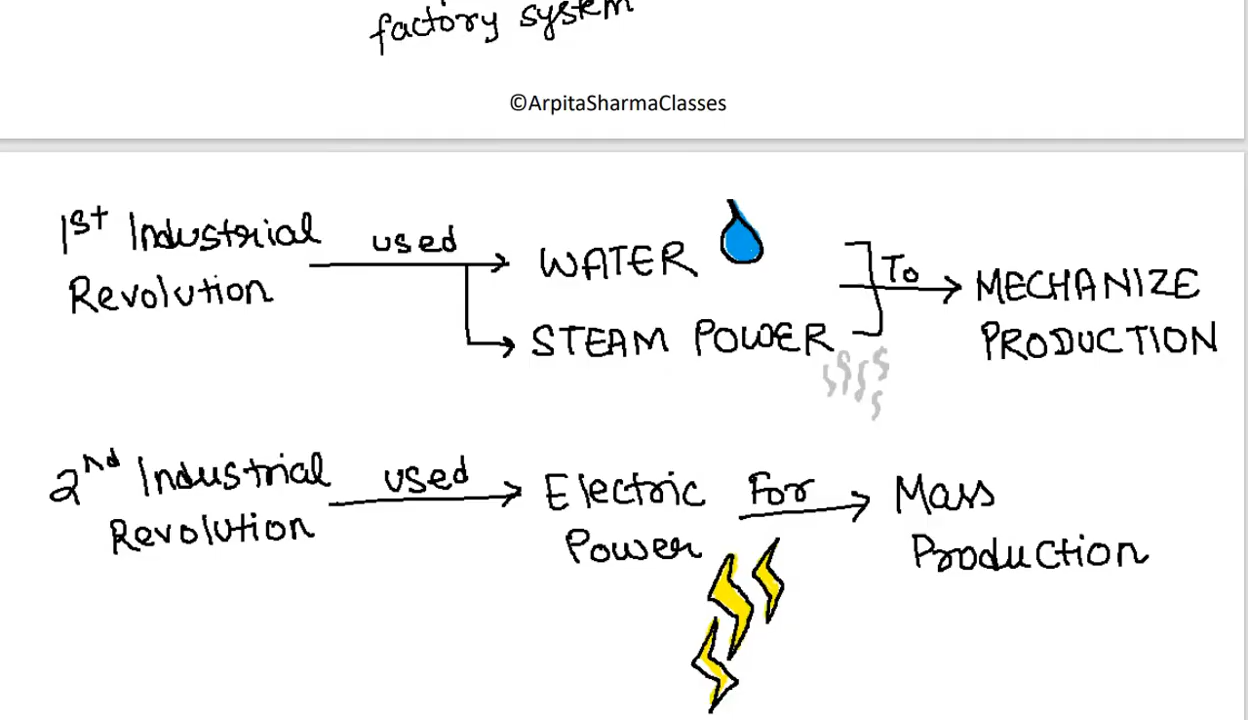 factory system
©ArpitaSharmaClasses
1st Industrial
Revolution
used
WATER
STEAM POWER
To
MECHANIZE
PRODUCTION
2nd Industrial
Revolution
used
Electric
Power
For
Mass
Production